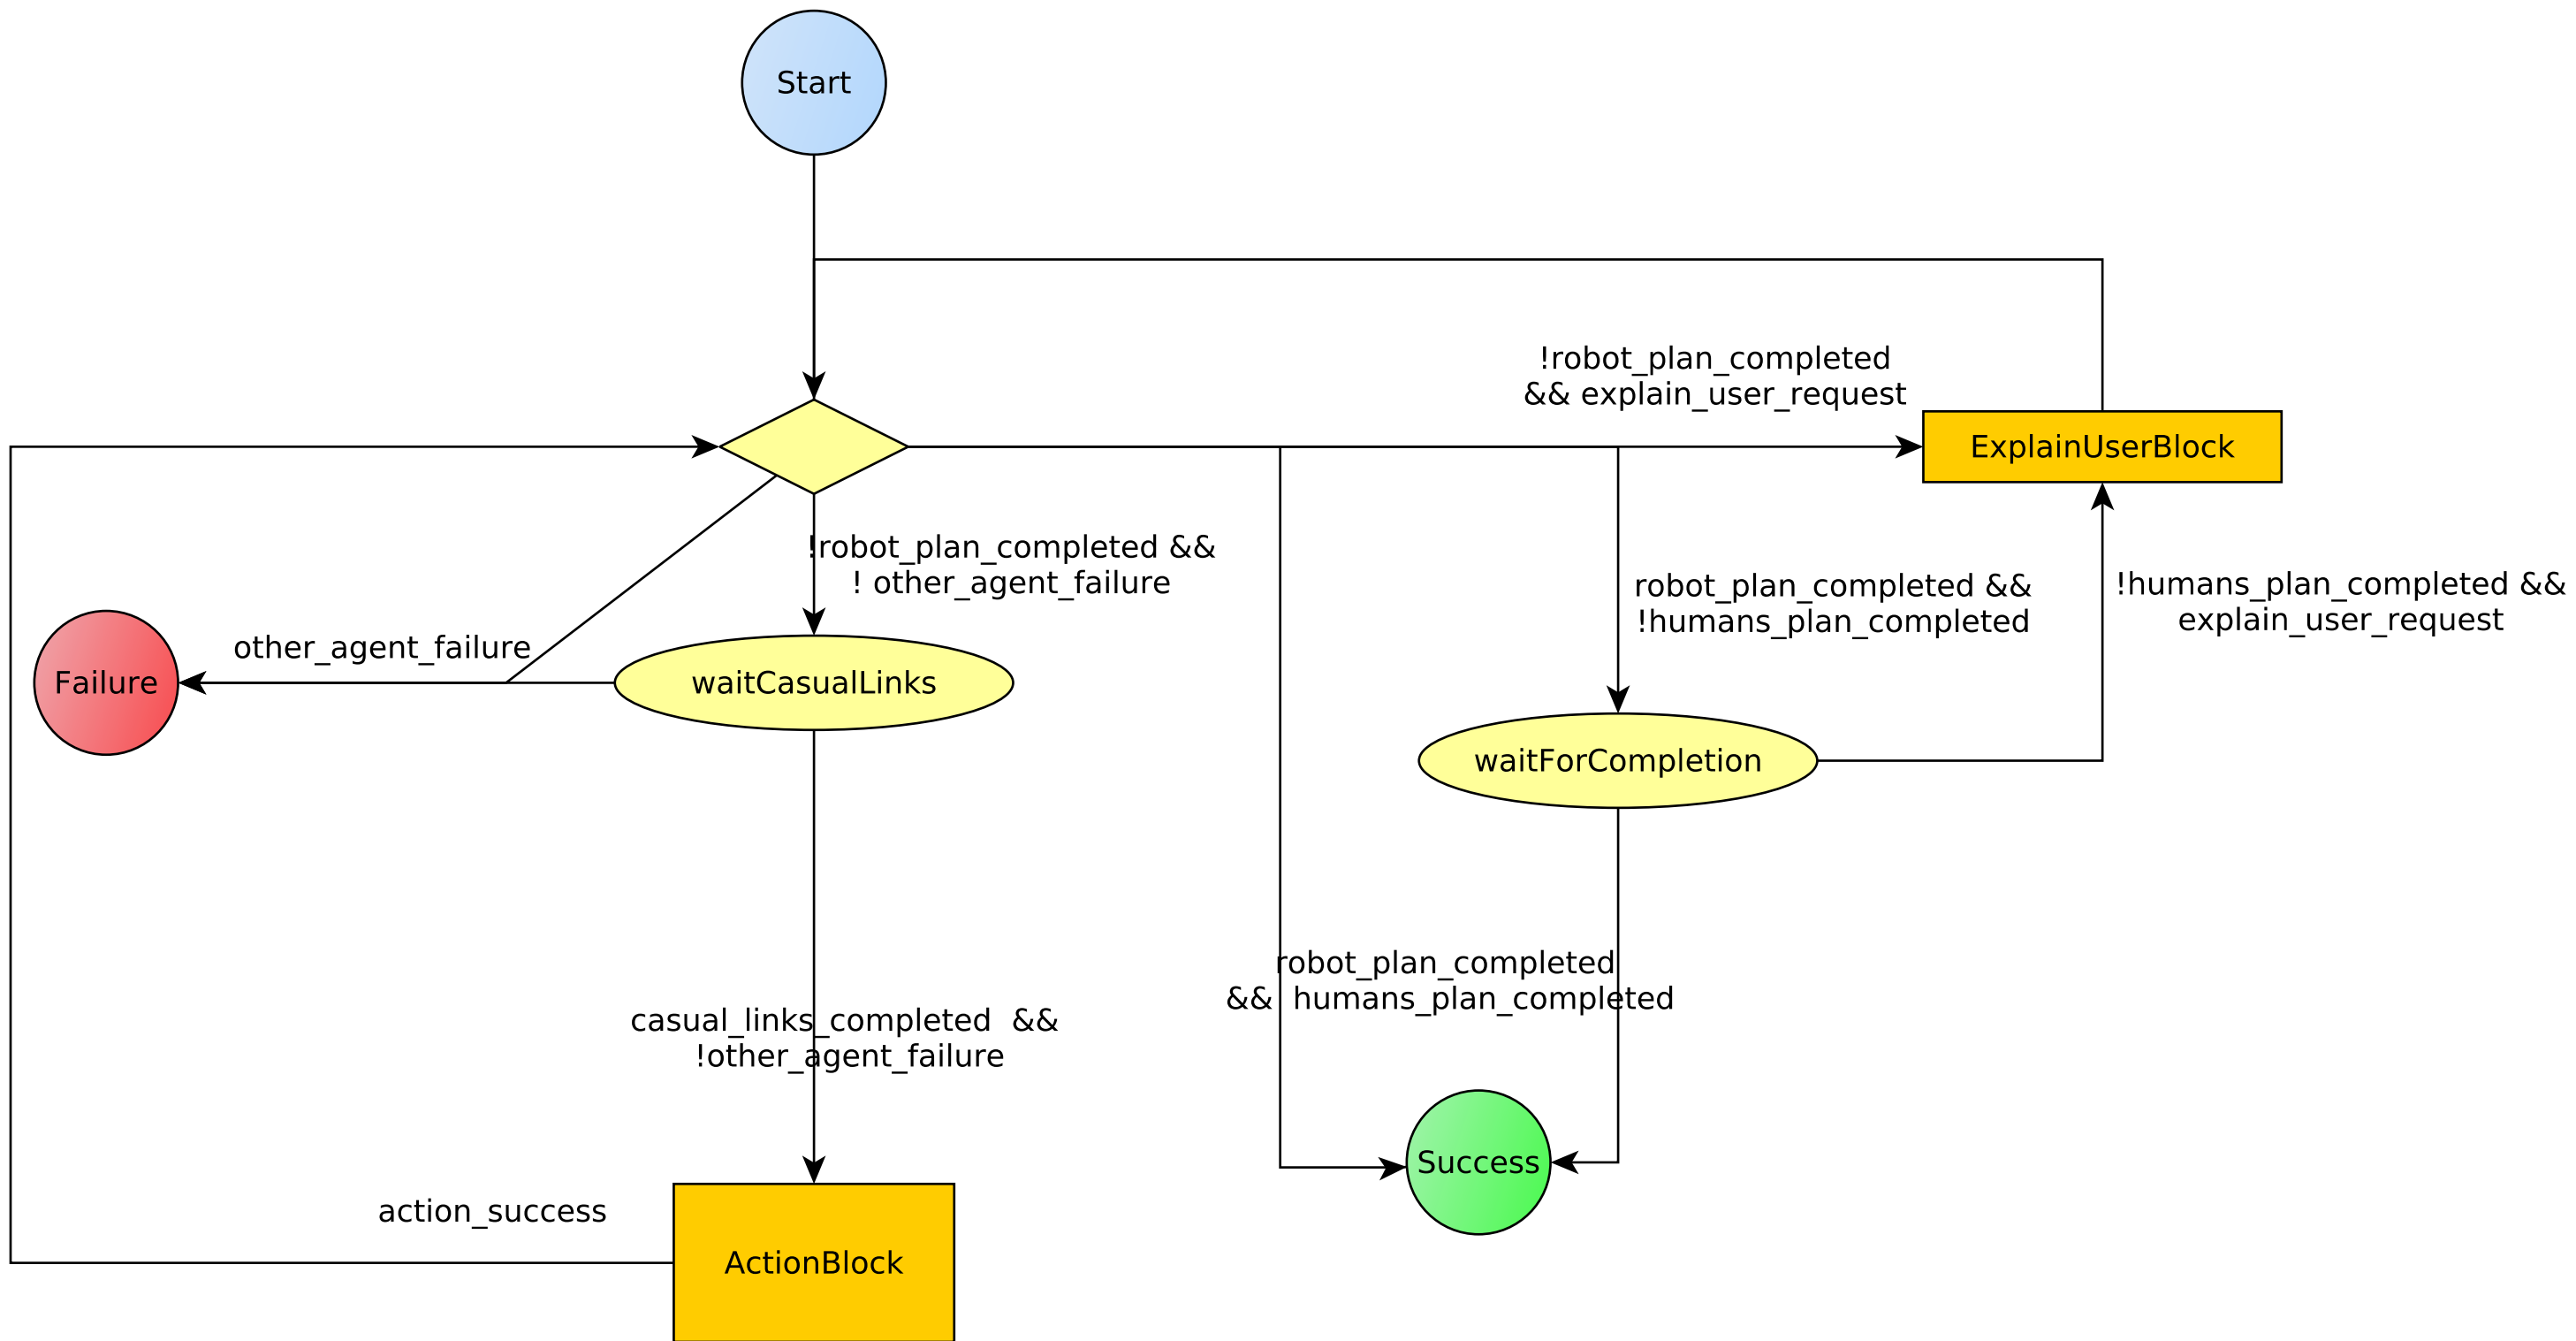 Start
!robot_plan_completed
&& explain_user_request
ExplainUserBlock
!robot_plan_completed &&
! other_agent_failure
robot_plan_completed &&
!humans_plan_completed
!humans_plan_completed &&
explain_user_request
other_agent_failure
Failure
waitCasualLinks
waitForCompletion
robot_plan_completed
&&  humans_plan_completed
casual_links_completed  &&
!other_agent_failure
Success
action_success
ActionBlock